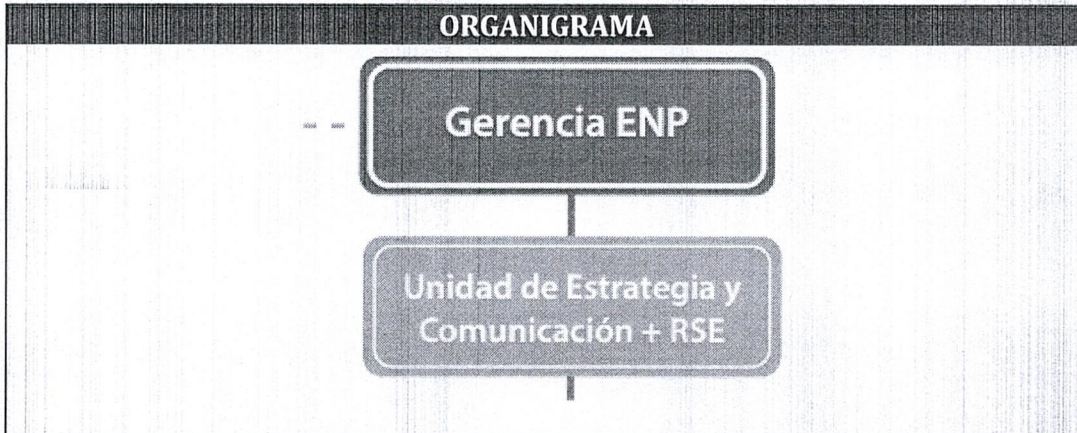 ORGANIGRAMA
Gerencia ENP
Unidad de Estrategia y
Comunicación + RSE